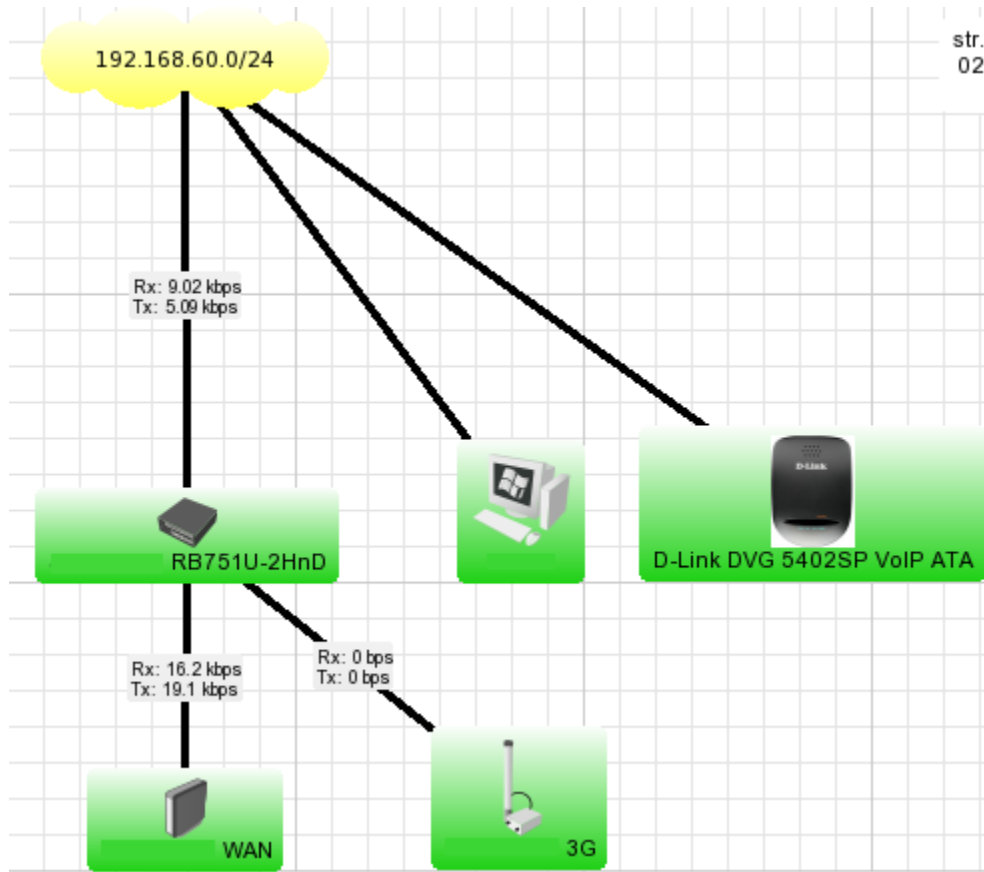 192.168.60.0/24
str.
02
Rx: 9.02 kbps
Tx: 5.09 kbps
D-Link
RB751U-2HnD
D-Link DVG 5402SP VoIP ATA
Rx: 16.2 kbps
Tx: 19.1 kbps
Rx: 0 bps
Tx: 0 bps
WAN
3G